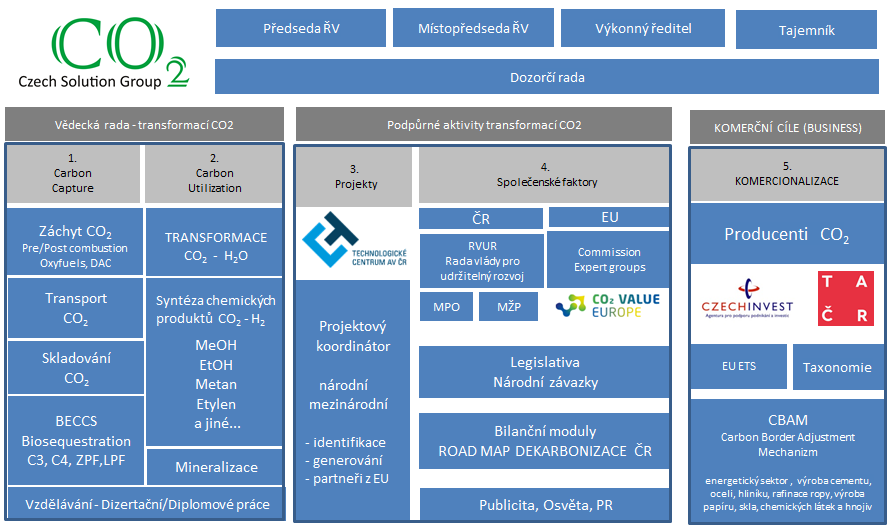 CO2
Czech Solution Group
Předseda ŘV
Místopředseda ŘV
Výkonný ředitel
Tajemník
Dozorčí rada
Vědecká rada - transformací CO2
1.
Carbon
Capture
2.
Carbon
Utilization
Záchyt CO2
Pre/Post combustion
Oxyfuels, DAC
Transport
CO2
Skladování
CO2
BECCS
Biosequestration
C3, C4, ZPF,LPF
TRANSFORMACE
CO2 - H2O
Syntéza chemických
produktů CO2 - H2
MeOH
EtOH
Metan
Etylen
a jiné...
Mineralizace
Vzdělávání - Dizertační/Diplomové práce
Podpůrné aktivity transformací CO2
3.
Projekty
TECHNOLOGICKÉ
CENTRUM AV ČR
Projektový
koordinátor
národní
mezinárodní
- identifikace
- generování
- partneři z EU
4.
Společenské faktory
ČR
EU
RVUR
Rada vlády pro
udržitelný rozvoj
Commission
Expert groups
MPO
MŽP
CO2 VALUE
EUROPE
Legislativa
Národní závazky
Bilanční moduly
ROAD MAP DEKARBONIZACE ČR
Publicita, Osvěta, PR
KOMERČNÍ CÍLE (BUSINESS)
5.
KOMERCIONALIZACE
Producenti CO2
CZECHINVEST
Agentura pro podporu podnikání a investic
T A
Č R
EU ETS
Taxonomie
CBAM
Carbon Border Adjustment
Mechanizm
energetický sektor , výroba cementu,
oceli, hliníku, rafinace ropy, výroba
papíru, skla, chemických látek a hnojiv